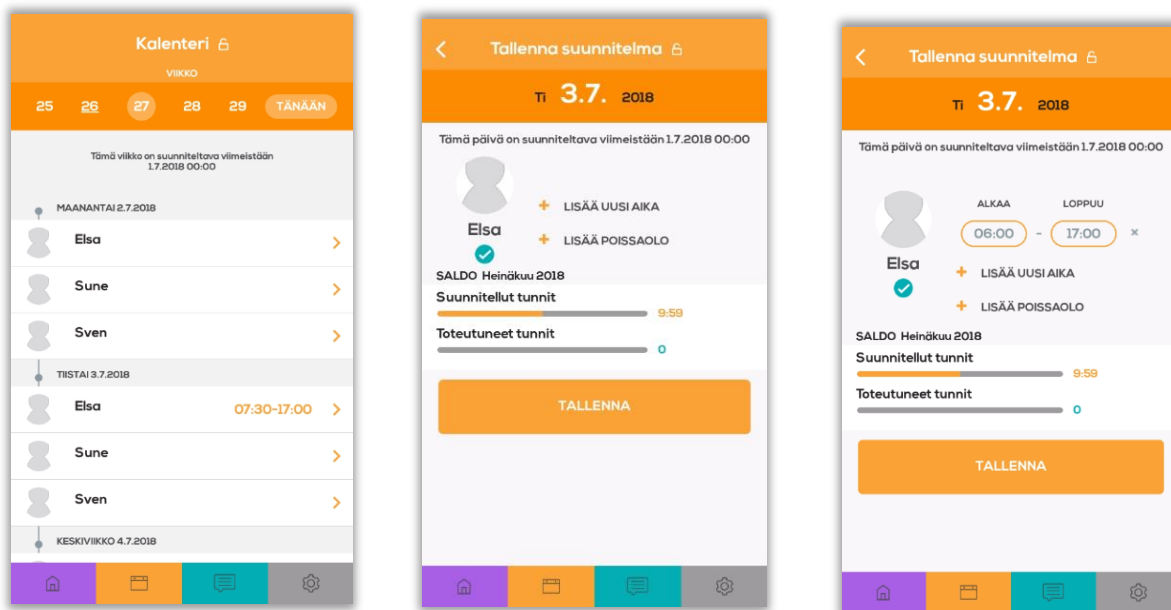 Kalenteri
VIIKKO
25 26 27 28 29 TÄNÄÄN
Tämä viikko on suunniteltava viimeistään
1.7.2018 00:00
MAANANTAI 2.7.2018
Elsa
Sune
Sven
TIISTAI 3.7.2018
Elsa 07:30-17:00
Sune
Sven
KESKIVIIKKO 4.7.2018
Tallenna suunnitelma
Ti 3.7. 2018
Tämä päivä on suunniteltava viimeistään 1.7.2018 00:00
+ LISÄÄ UUSI AIKA
Elsa
+ LISÄÄ POISSAOLO
SALDO Heinäkuu 2018
Suunnitellut tunnit
9:59
Toteutuneet tunnit
0
TALLENNA
Tallenna suunnitelma
Ti 3.7. 2018
Tämä päivä on suunniteltava viimeistään 1.7.2018 00:00
ALKAA LOPPUU
06:00 - 17:00 ×
Elsa
+ LISÄÄ UUSI AIKA
+ LISÄÄ POISSAOLO
SALDO Heinäkuu 2018
Suunnitellut tunnit
9:59
Toteutuneet tunnit
0
TALLENNA